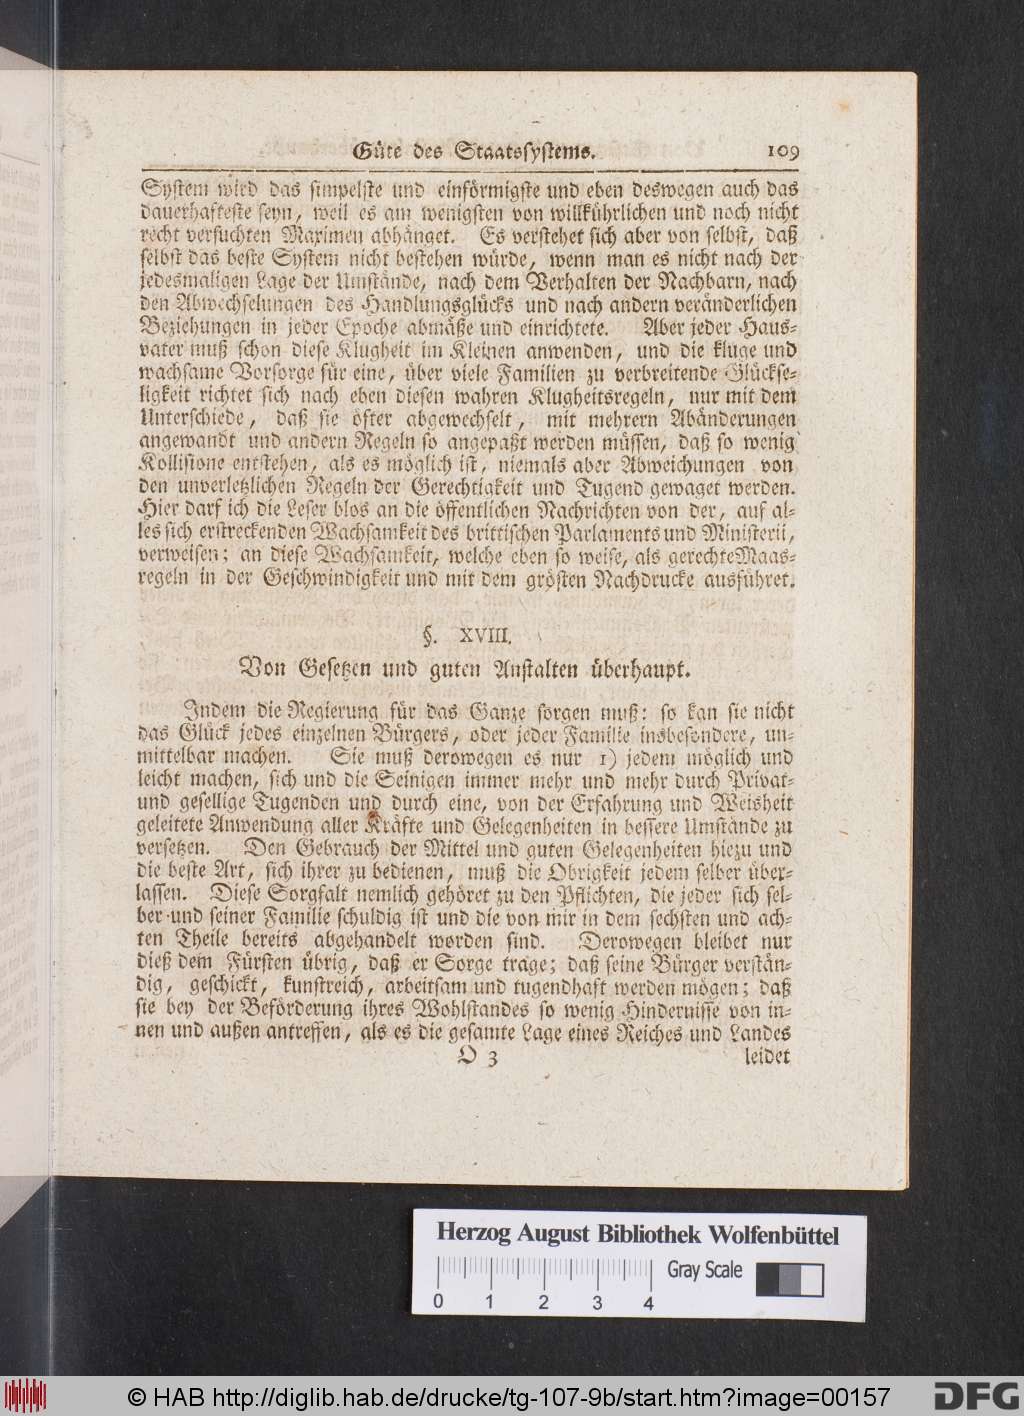 Güte des Staatssystems. 109
System wird das simpelste und einförmigste und eben deswegen auch das
dauerhafteste seyn, weil es am wenigsten von willkührlichen und noch nicht
recht versuchten Maximen abhänget. Es verstehet sich aber von selbst, daß
selbst das beste System nicht bestehen würde, wenn man es nicht nach der
jedesmaligen Lage der Umstände, nach dem Verhalten der Nachbarn, nach
den Abwechselungen des Handlungsglücks und nach andern veränderlichen
Beziehungen in jeder Epoche abmäße und einrichtete. Aber jeder Haus-
vater muß schon diese Klugheit im Kleinen anwenden, und die kluge und
wachsame Vorsorge für eine, über viele Familien zu verbreitende Glückse-
ligkeit richtet sich nach eben diesen wahren Klugheitsregeln, nur mit dem
Unterschiede, daß sie öfter abgewechselt, mit mehrern Abänderungen
angewandt und andern Regeln so angepaßt werden müssen, daß so wenig
Kollisione entstehen, als es möglich ist, niemals aber Abweichungen von
den unverletzlichen Regeln der Gerechtigkeit und Tugend gewaget werden.
Hier darf ich die Leser blos an die öffentlichen Nachrichten von der, auf al-
les sich erstreckenden Wachsamkeit des brittischen Parlaments und Ministerii,
verweisen; an diese Wachsamkeit, welche eben so weise, als gerechte Maas-
regeln in der Geschwindigkeit und mit dem grösten Nachdrucke ausführet.
§. XVIII.
Von Gesetzen und guten Anstalten überhaupt.
Indem die Regierung für das Ganze sorgen muß: so kan sie nicht
das Glück jedes einzelnen Bürgers, oder jeder Familie insbesondere, un-
mittelbar machen. Sie muß derowegen es nur 1) jedem möglich und
leicht machen, sich und die Seinigen immer mehr und mehr durch Privat-
und gesellige Tugenden und durch eine, von der Erfahrung und Weisheit
geleitete Anwendung aller Kräfte und Gelegenheiten in bessere Umstände zu
versetzen. Den Gebrauch der Mittel und guten Gelegenheiten hiezu und
die beste Art, sich ihrer zu bedienen, muß die Obrigkeit jedem selber über-
lassen. Diese Sorgfalt nemlich gehöret zu den Pflichten, die jeder sich sel-
ber und seiner Familie schuldig ist und die von mir in dem sechsten und ach-
ten Theile bereits abgehandelt worden sind. Derowegen bleibet nur
dieß dem Fürsten übrig, daß er Sorge trage; daß seine Bürger verstän-
dig, geschickt, kunstreich, arbeitsam und tugendhaft werden mögen; daß
sie bey der Beförderung ihres Wohlstandes so wenig Hindernisse von in-
nen und außen antreffen, als es die gesamte Lage eines Reiches und Landes
O 3 leidet
Herzog August Bibliothek Wolfenbüttel
Gray Scale
0 1 2 3 4
© HAB http://diglib.hab.de/drucke/tg-107-9b/start.htm?image=00157
DFG